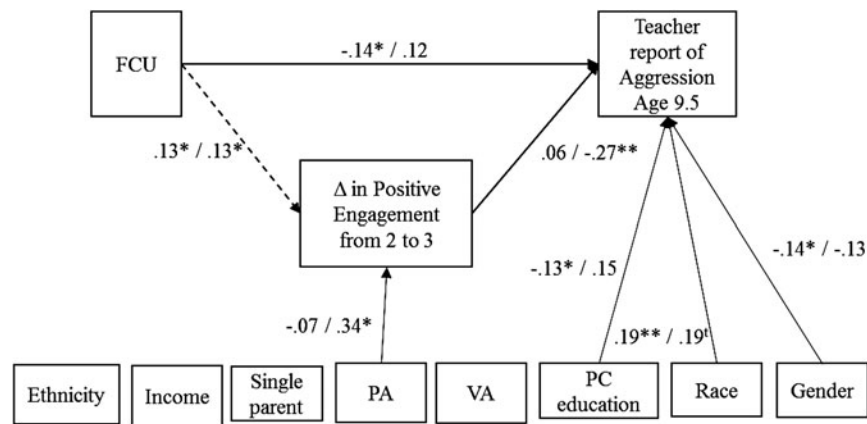 FCU
-.14* / .12
Teacher
report of
Aggression
Age 9.5
.13* / .13*
.06 / -.27**
Δ in Positive
Engagement
from 2 to 3
-.07 / .34*
-.13* / .15
.19** / .19ᵗ
-.14* / -.13
Ethnicity
Income
Single
parent
PA
VA
PC
education
Race
Gender